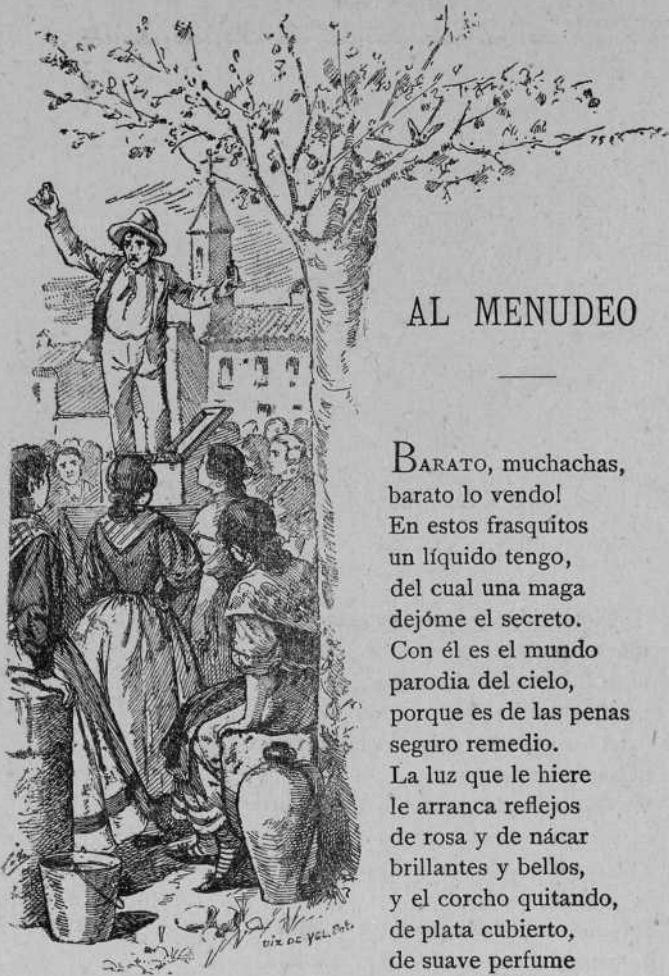 AL MENUDEO
BARATO, muchachas,
barato lo vendo!
En estos frasquitos
un líquido tengo,
del cual una maga
dejóme el secreto.
Con él es el mundo
parodia del cielo,
porque es de las penas
seguro remedio.
La luz que le hiere
le arranca reflejos
de rosa y de nácar
brillantes y bellos,
y el corcho quitando,
de plata cubierto,
de suave perfume